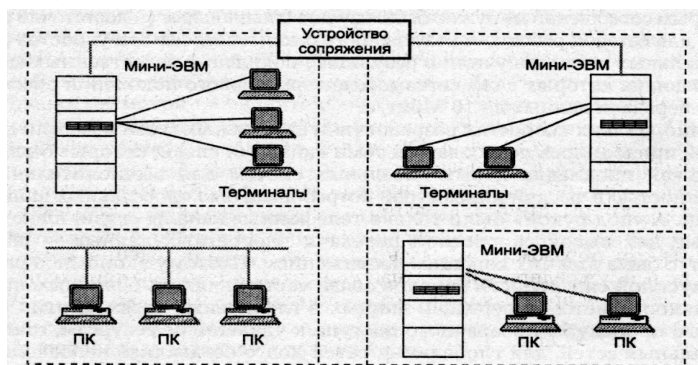 Устройство
сопряжения
Мини-ЭВМ
Мини-ЭВМ
Терминалы
Терминалы
Мини-ЭВМ
ПК
ПК
ПК
ПК
ПК